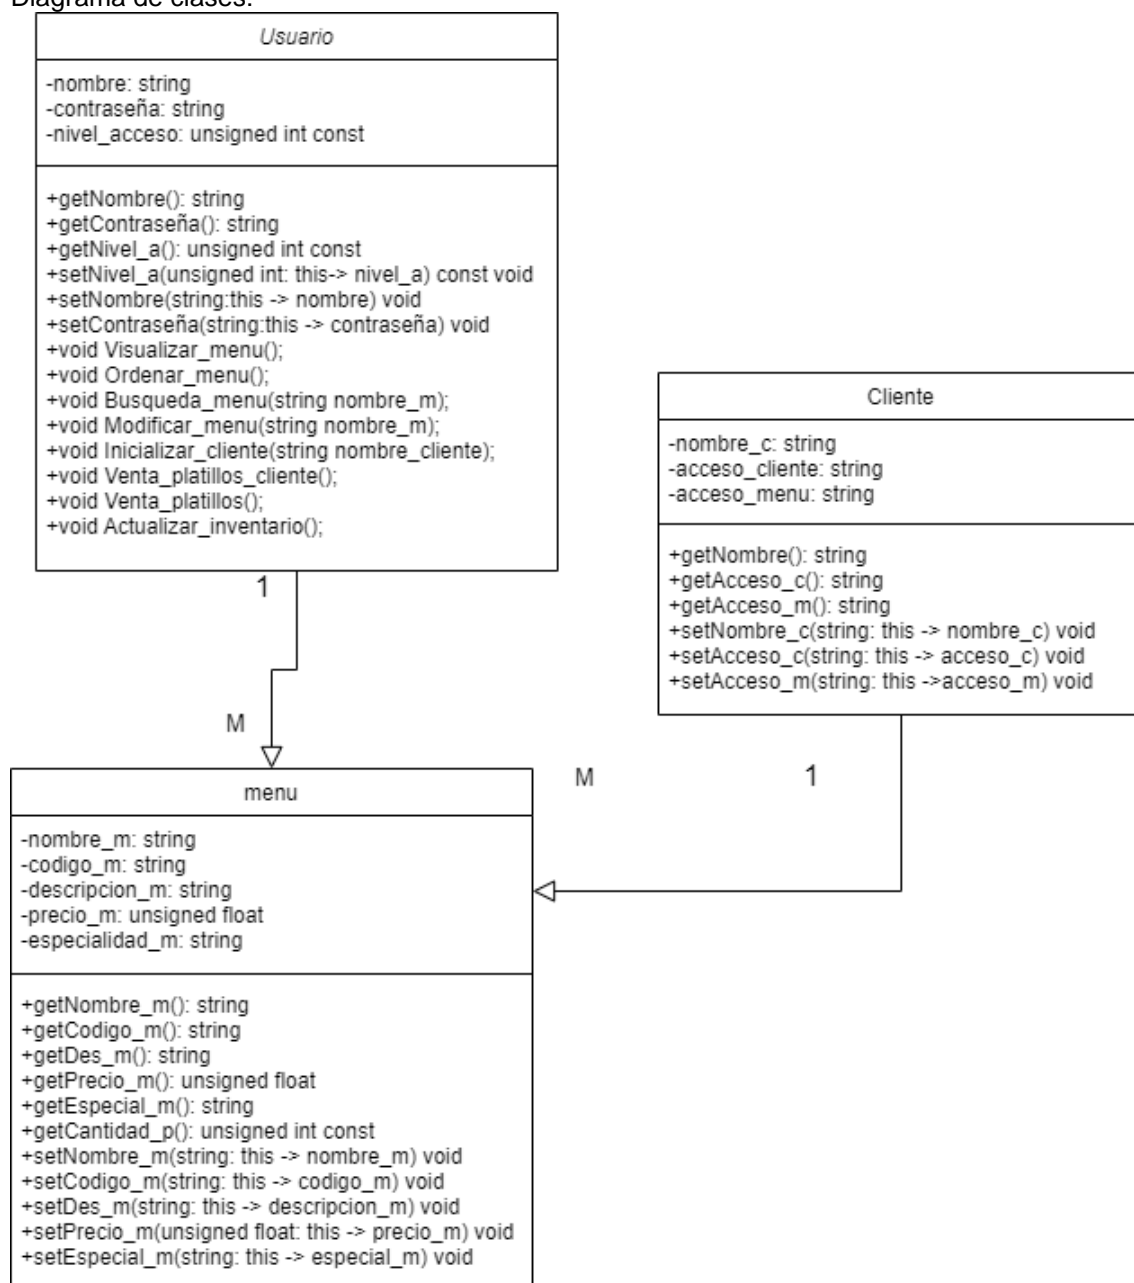 Diagrama de clases:
Usuario
-nombre: string
-contraseña: string
-nivel_acceso: unsigned int const
+getNombre(): string
+getContraseña(): string
+getNivel_a(): unsigned int const
+setNivel_a(unsigned int: this-> nivel_a) const void
+setNombre(string:this -> nombre) void
+setContraseña(string:this -> contraseña) void
+void Visualizar_menu();
+void Ordenar_menu();
+void Busqueda_menu(string nombre_m);
+void Modificar_menu(string nombre_m);
+void Inicializar_cliente(string nombre_cliente);
+void Venta_platillos_cliente();
+void Venta_platillos();
+void Actualizar_inventario();
1
M
Cliente
-nombre_c: string
-acceso_cliente: string
-acceso_menu: string
+getNombre(): string
+getAcceso_c(): string
+getAcceso_m(): string
+setNombre_c(string: this -> nombre_c) void
+setAcceso_c(string: this -> acceso_c) void
+setAcceso_m(string: this ->acceso_m) void
M
1
menu
-nombre_m: string
-codigo_m: string
-descripcion_m: string
-precio_m: unsigned float
-especialidad_m: string
+getNombre_m(): string
+getCodigo_m(): string
+getDes_m(): string
+getPrecio_m(): unsigned float
+getEspecial_m(): string
+getCantidad_p(): unsigned int const
+setNombre_m(string: this -> nombre_m) void
+setCodigo_m(string: this -> codigo_m) void
+setDes_m(string: this -> descripcion_m) void
+setPrecio_m(unsigned float: this -> precio_m) void
+setEspecial_m(string: this -> especial_m) void